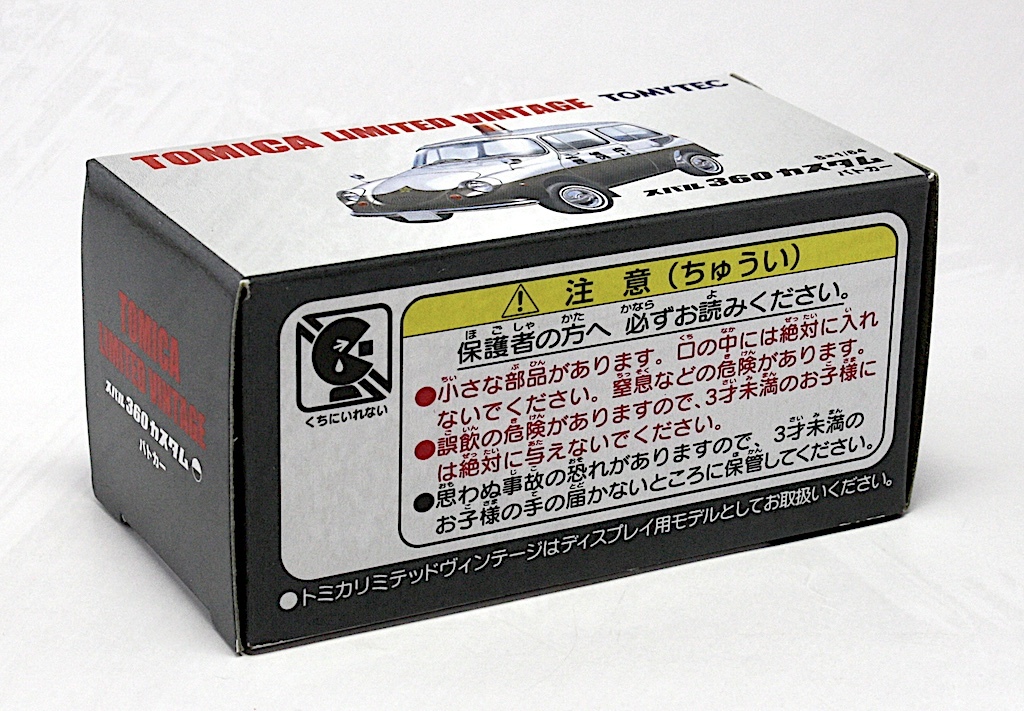 TOMICA LIMITED VINTAGE TOMYTEC
S=1/64
スバル 360 カスタム
パトカー
TOMICA
LIMITED VINTAGE
スバル 360 カスタム
パトカー
くちにいれない
注意(ちゅうい)
保護者の方へ 必ずお読みください。
●小さな部品があります。口の中には絶対に入れ
ないでください。窒息などの危険があります。
●誤飲の危険がありますので、3才未満のお子様に
は絶対に与えないでください。
●思わぬ事故の恐れがありますので、3才未満の
お子様の手の届かないところに保管してください。
●トミカリミテッドヴィンテージはディスプレイ用モデルとしてお取扱いください。